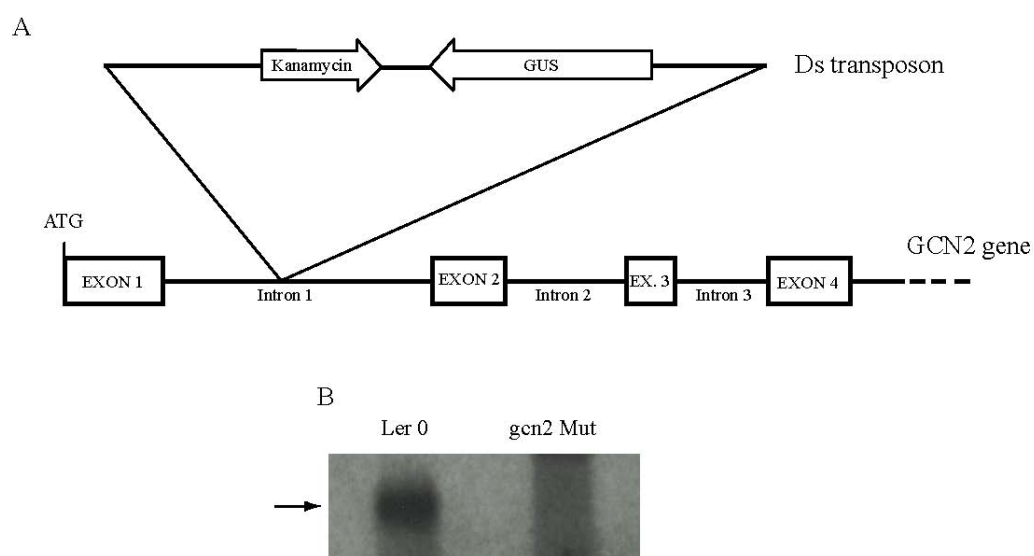 A
Kanamycin
GUS
Ds transposon
ATG
GCN2 gene
EXON 1
EXON 2
EX. 3
EXON 4
Intron 1
Intron 2
Intron 3
B
Ler 0
gcn2 Mut